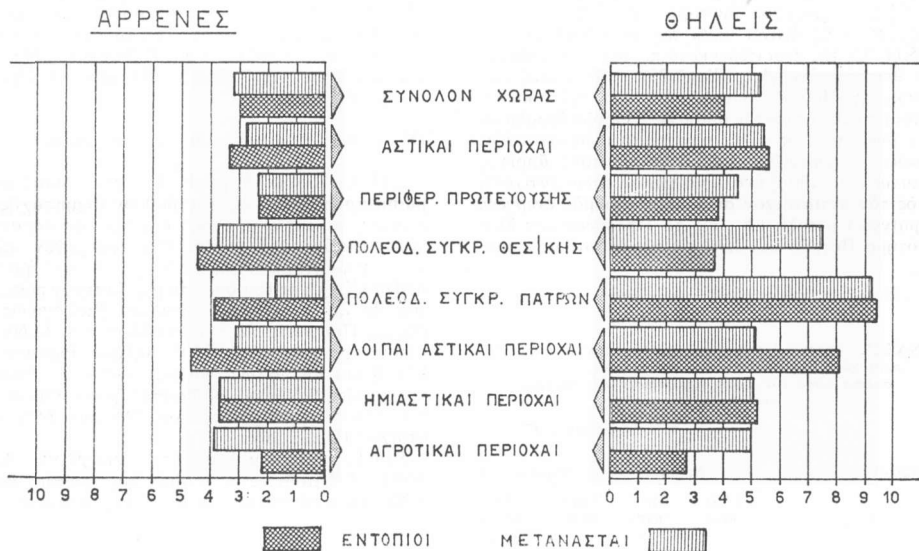 ΑΡΡΕΝΕΣ ΘΗΛΕΙΣ
ΣΥΝΟΛΟΝ ΧΩΡΑΣ
ΑΣΤΙΚΑΙ ΠΕΡΙΟΧΑΙ
ΠΕΡΙΦΕΡ. ΠΡΩΤΕΥΟΥΣΗΣ
ΠΟΛΕΟΔ. ΣΥΓΚΡ. ΘΕΣ/ΚΗΣ
ΠΟΛΕΟΔ. ΣΥΓΚΡ. ΠΑΤΡΩΝ
ΛΟΙΠΑΙ ΑΣΤΙΚΑΙ ΠΕΡΙΟΧΑΙ
ΗΜΙΑΣΤΙΚΑΙ ΠΕΡΙΟΧΑΙ
ΑΓΡΟΤΙΚΑΙ ΠΕΡΙΟΧΑΙ
10 9 8 7 6 5 4 3 2 1 0 0 1 2 3 4 5 6 7 8 9 10
ΕΝΤΟΠΙΟΙ ΜΕΤΑΝΑΣΤΑΙ